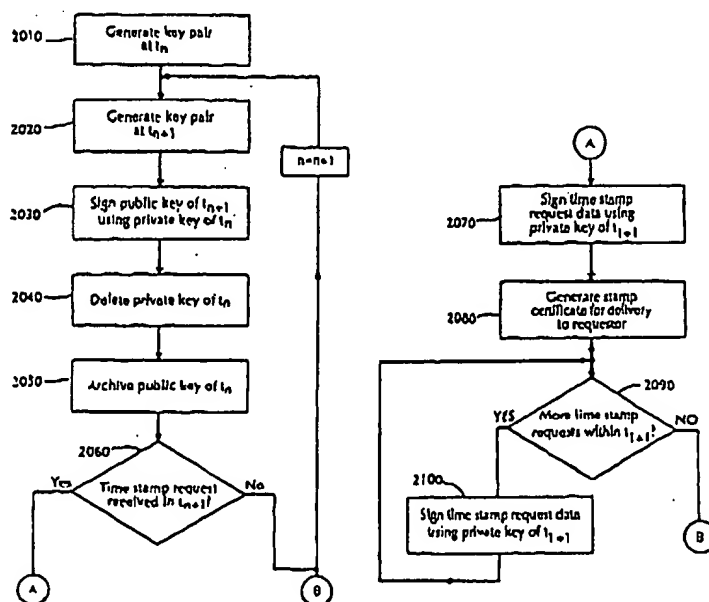 2010
Generate key pair
at tn
2020
Generate key pair
at tn+1
n=n+1
2030
Sign public key of tn+1
using private key of tn
2040
Delete private key of tn
2050
Archive public key of tn
2060
Yes
Time stamp request
received in tn+1?
No
A
B
A
2070
Sign time stamp
request data using
private key of t1+1
2080
Generate stamp
certificate for delivery
to requestor
2090
YES
More time stamp
requests within t1+1?
NO
2100
Sign time stamp request data
using private key of t1+1
B